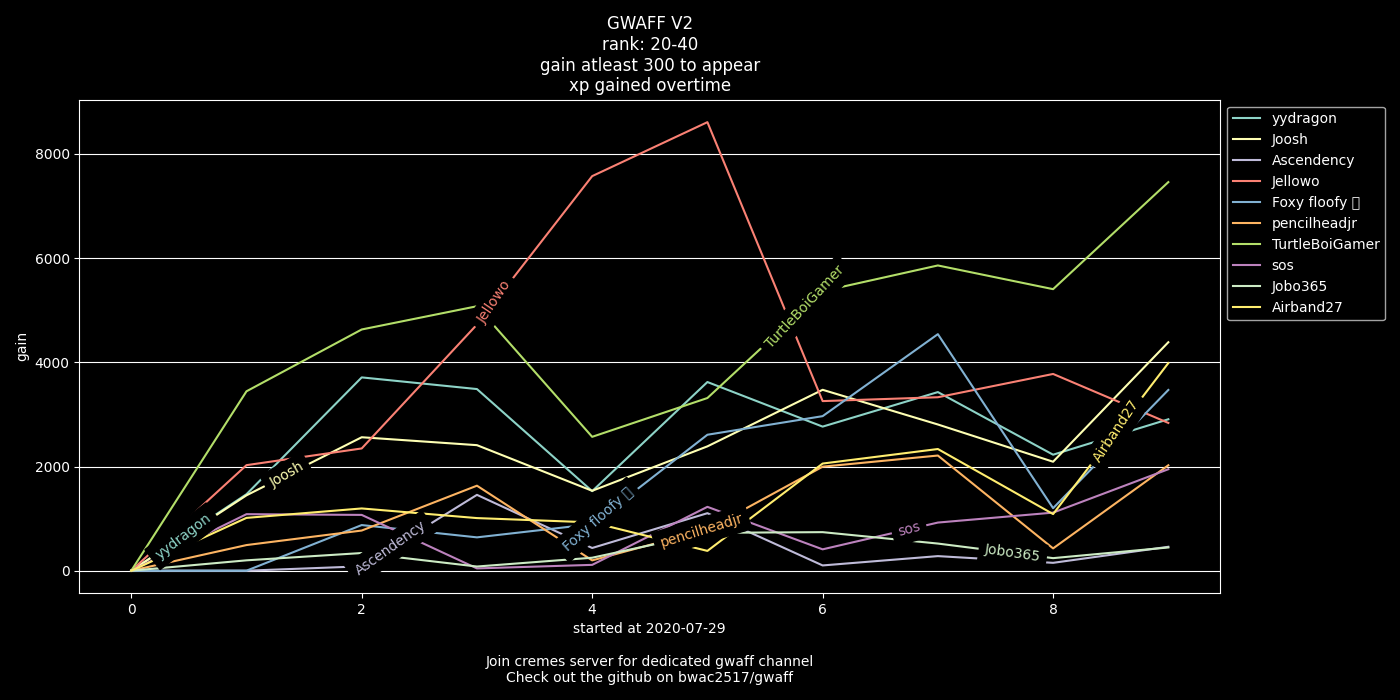 GWAFF V2
rank: 20-40
gain atleast 300 to appear
xp gained overtime
gain
8000
6000
4000
2000
0
yydragon
Joosh
Ascendency
Jellowo
Foxy floofy
pencilheadjr
TurtleBoiGamer
sos
Jobo365
Airband27
0 2 4 6 8
started at 2020-07-29
Join cremes server for dedicated gwaff channel
Check out the github on bwac2517/gwaff
yydragon
Joosh
Ascendency
Jellowo
Foxy floofy
pencilheadjr
TurtleBoiGamer
sos
Jobo365
Airband27